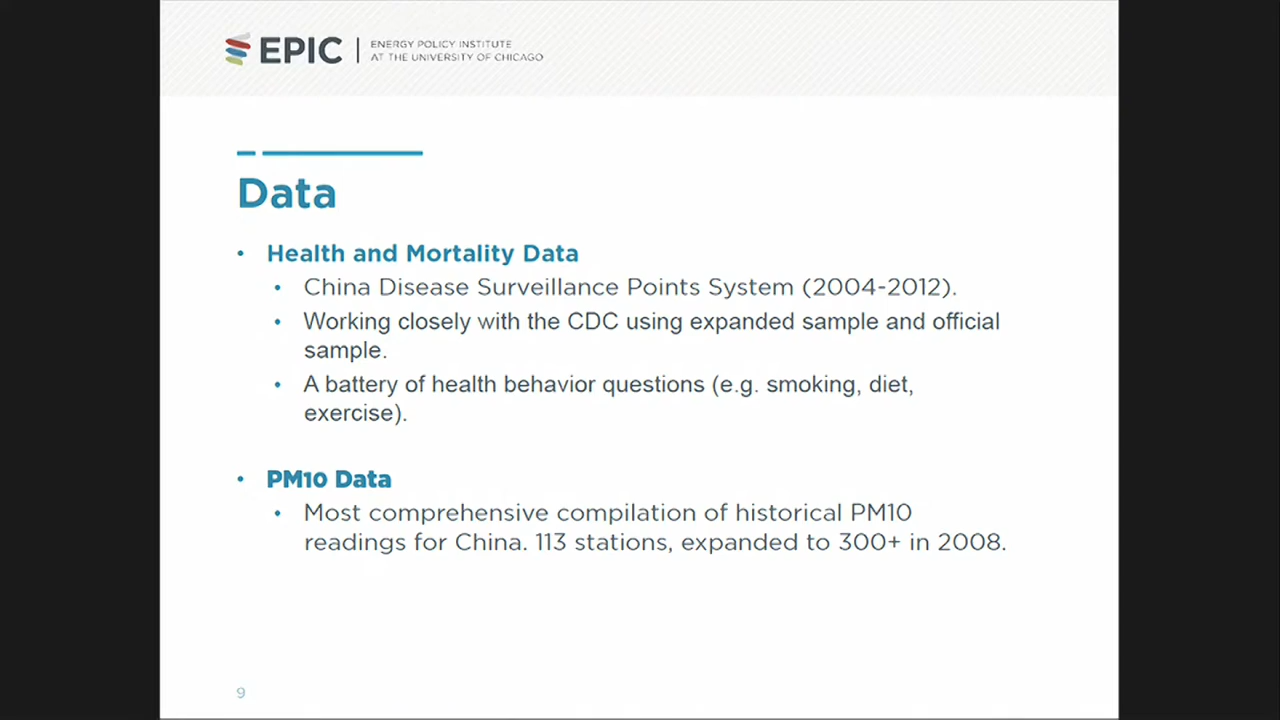 EPIC
ENERGY POLICY INSTITUTE
AT THE UNIVERSITY OF CHICAGO
Data
• Health and Mortality Data
• China Disease Surveillance Points System (2004-2012).
• Working closely with the CDC using expanded sample and official
sample.
• A battery of health behavior questions (e.g. smoking, diet,
exercise).
• PM10 Data
• Most comprehensive compilation of historical PM10
readings for China. 113 stations, expanded to 300+ in 2008.
9